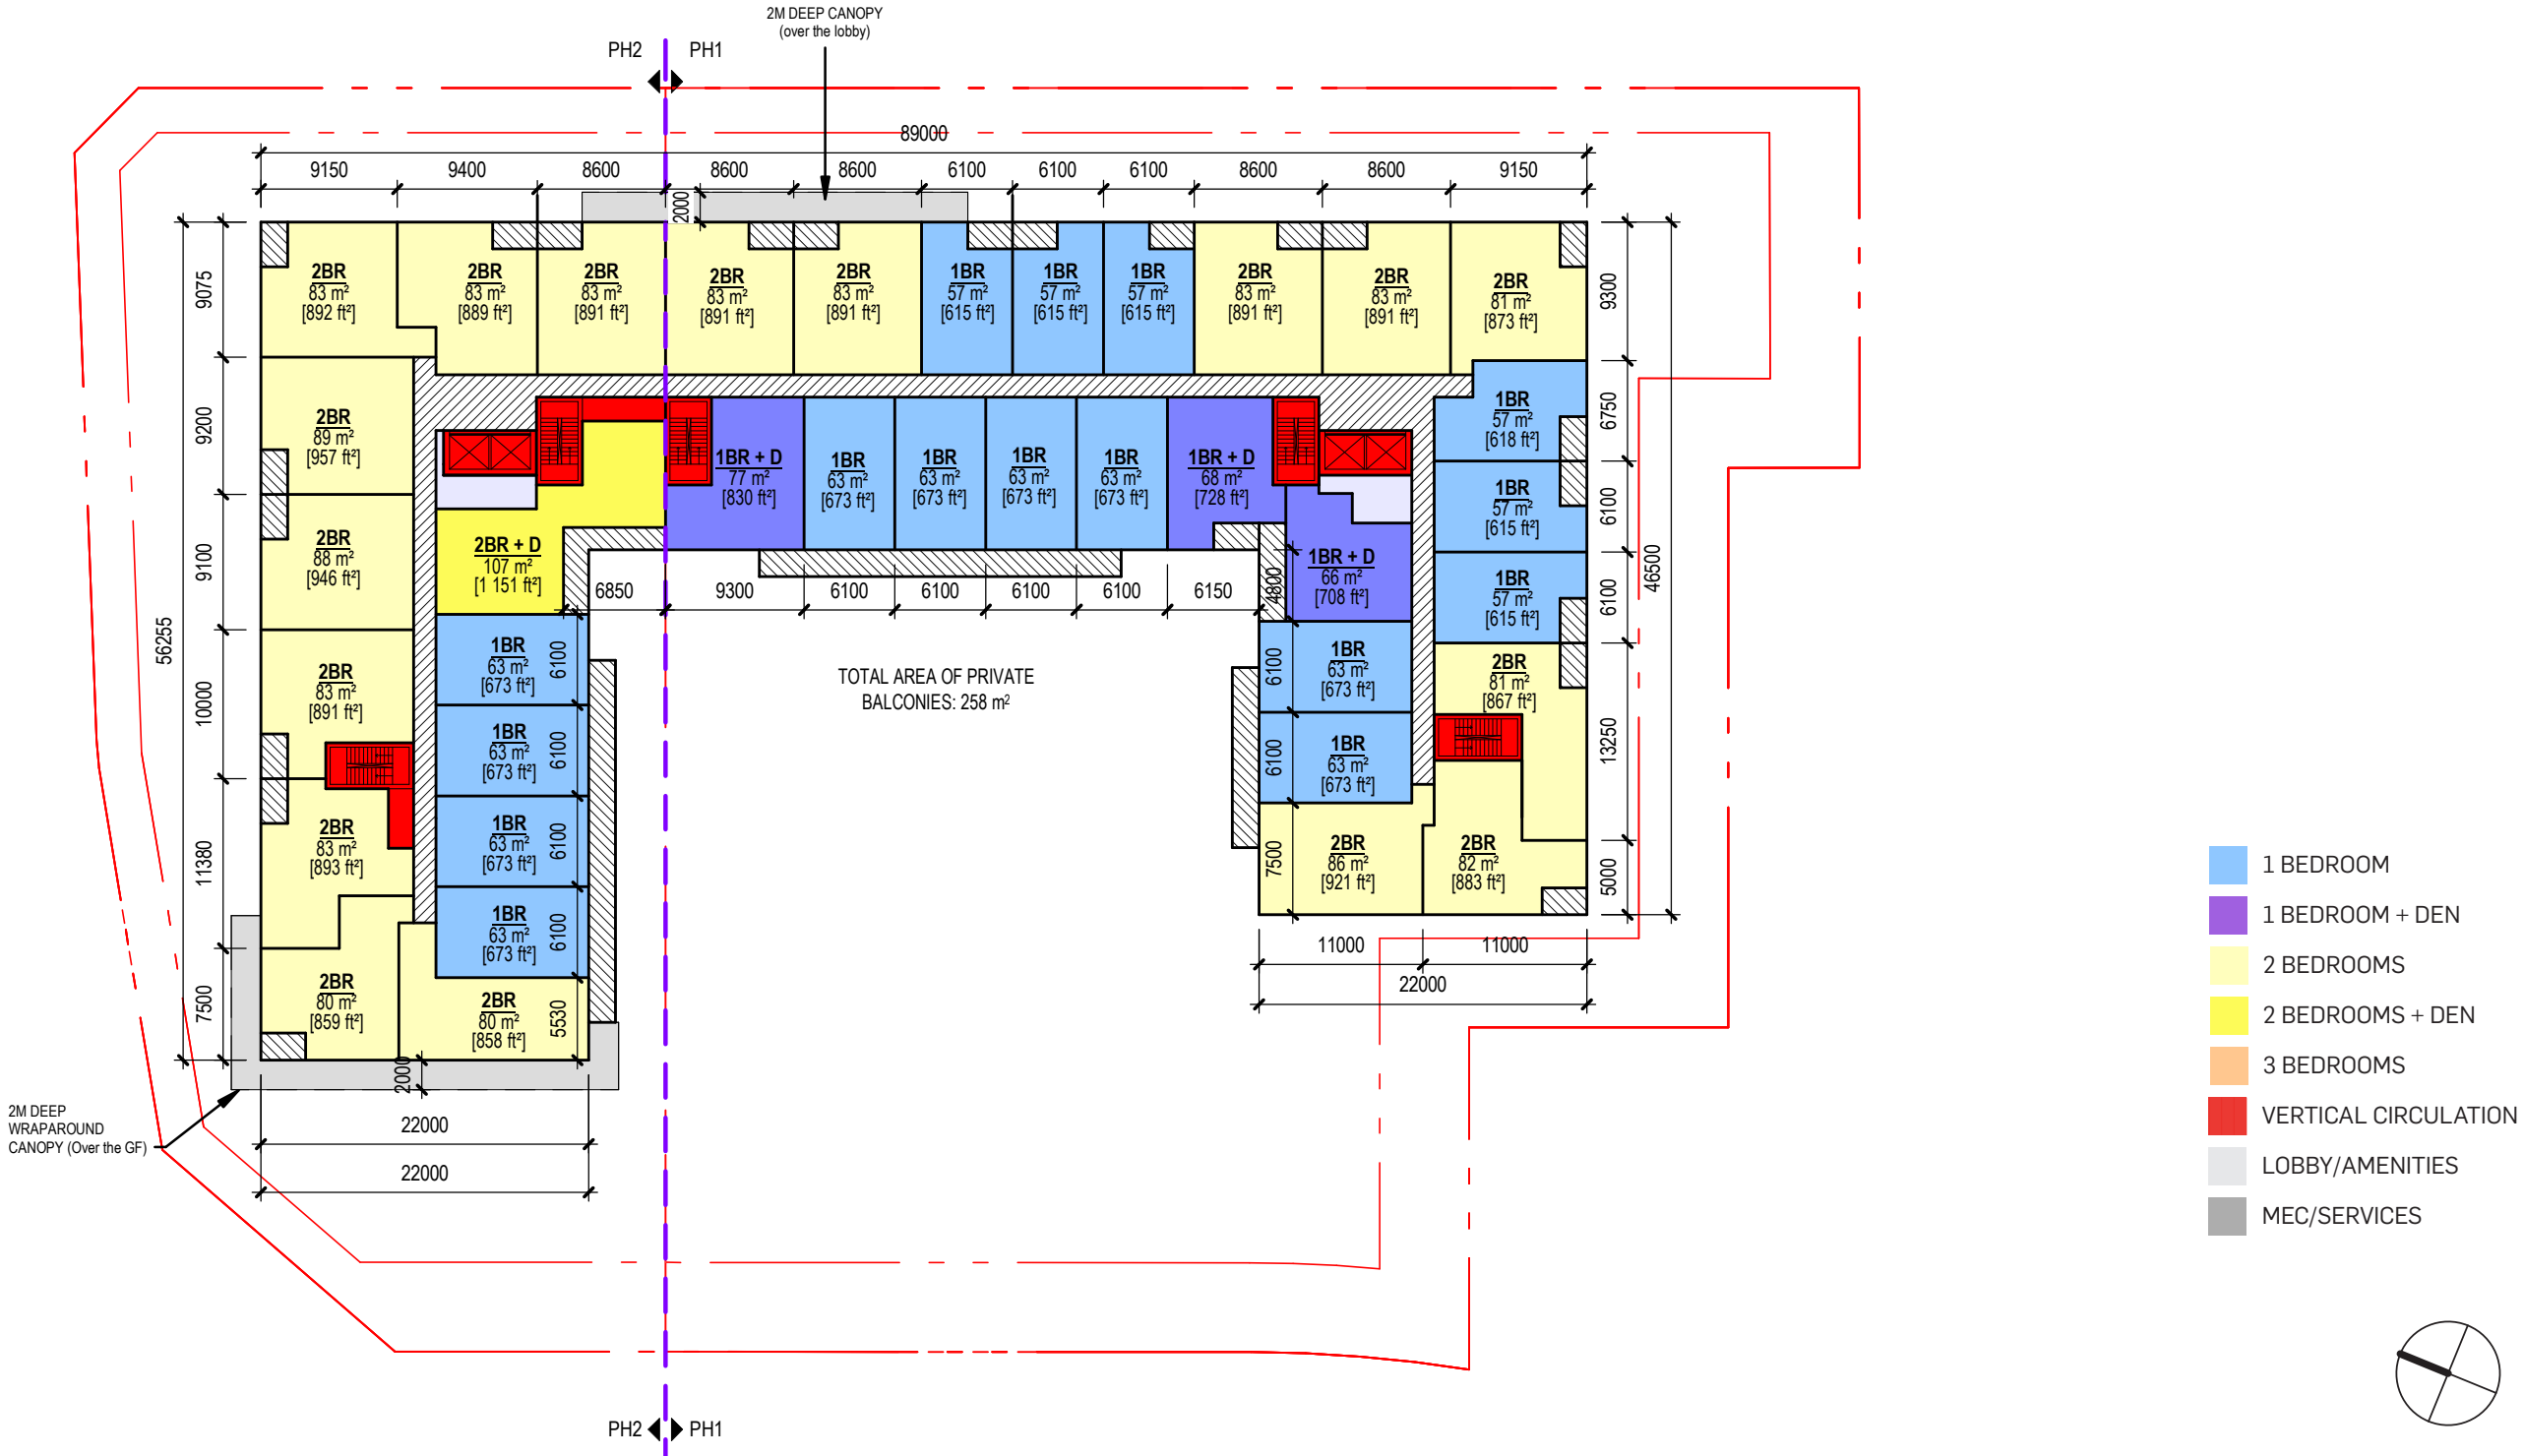 2M DEEP CANOPY
(over the lobby)
PH2 PH1
89000
9150 9400 8600 8600 8600 6100 6100 6100 8600 8600 9150
2000
2BR
83 m²
[892 ft²]
2BR
83 m²
[889 ft²]
2BR
83 m²
[891 ft²]
2BR
83 m²
[891 ft²]
2BR
83 m²
[891 ft²]
1BR
57 m²
[615 ft²]
1BR
57 m²
[615 ft²]
1BR
57 m²
[615 ft²]
2BR
83 m²
[891 ft²]
2BR
83 m²
[891 ft²]
2BR
81 m²
[873 ft²]
56255
9075
9200
9100
10000
11380
7500
9300
6750
6100
6100
13250
5000
46500
2BR
89 m²
[957 ft²]
2BR
88 m²
[946 ft²]
2BR
83 m²
[891 ft²]
2BR
83 m²
[893 ft²]
2BR
80 m²
[859 ft²]
2BR
80 m²
[858 ft²]
2BR + D
107 m²
[1 151 ft²]
1BR
63 m²
[673 ft²]
6100
1BR
63 m²
[673 ft²]
6100
1BR
63 m²
[673 ft²]
6100
1BR
63 m²
[673 ft²]
6100
5530
1BR + D
77 m²
[830 ft²]
1BR
63 m²
[673 ft²]
1BR
63 m²
[673 ft²]
1BR
63 m²
[673 ft²]
1BR
63 m²
[673 ft²]
1BR + D
68 m²
[728 ft²]
1BR + D
66 m²
[708 ft²]
6850 9300 6100 6100 6100 6100 6150
4800
6100
6100
7500
1BR
57 m²
[618 ft²]
1BR
57 m²
[615 ft²]
1BR
57 m²
[615 ft²]
2BR
81 m²
[867 ft²]
1BR
63 m²
[673 ft²]
1BR
63 m²
[673 ft²]
2BR
86 m²
[921 ft²]
2BR
82 m²
[883 ft²]
TOTAL AREA OF PRIVATE
BALCONIES: 258 m²
11000 11000
22000
2000
22000
22000
2M DEEP
WRAPAROUND
CANOPY (Over the GF)
PH2 PH1
1 BEDROOM
1 BEDROOM + DEN
2 BEDROOMS
2 BEDROOMS + DEN
3 BEDROOMS
VERTICAL CIRCULATION
LOBBY/AMENITIES
MEC/SERVICES